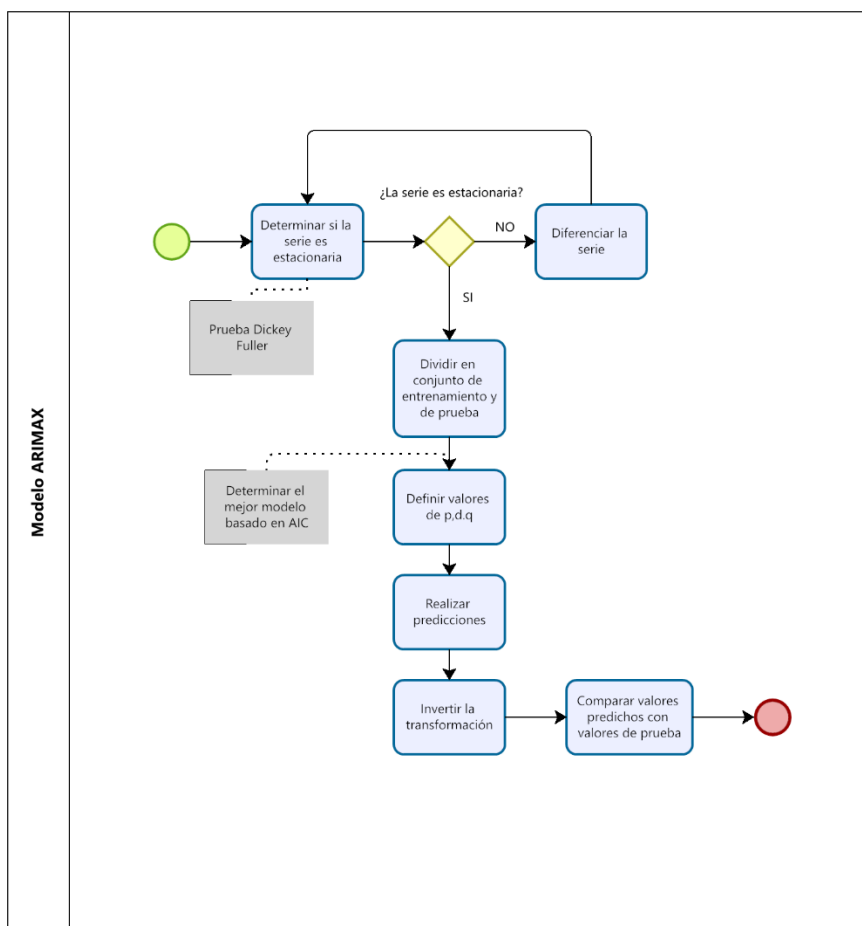 Modelo ARIMAX
¿La serie es estacionaria?
Determinar si la
serie es
estacionaria
NO
Diferenciar la
serie
SI
Prueba Dickey
Fuller
Dividir en
conjunto de
entrenamiento y
de prueba
Determinar el
mejor modelo
basado en AIC
Definir valores
de p,d.q
Realizar
predicciones
Invertir la
transformación
Comparar valores
predichos con
valores de prueba